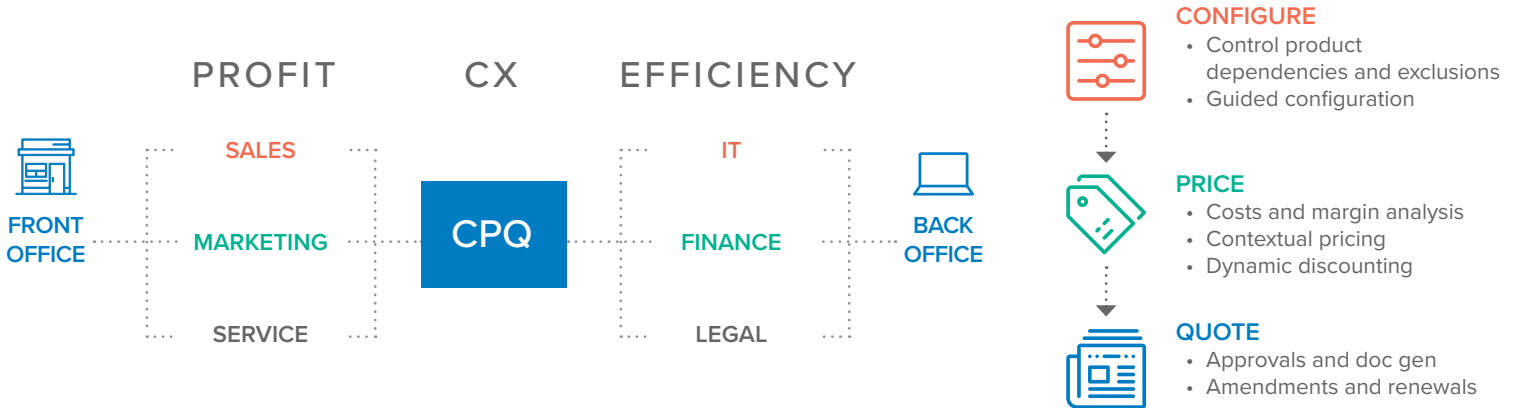 PROFIT
CX
EFFICIENCY
FRONT
OFFICE
SALES
MARKETING
SERVICE
CPQ
IT
FINANCE
LEGAL
BACK
OFFICE
CONFIGURE
• Control product
dependencies and exclusions
• Guided configuration
PRICE
• Costs and margin analysis
• Contextual pricing
• Dynamic discounting
QUOTE
• Approvals and doc gen
• Amendments and renewals